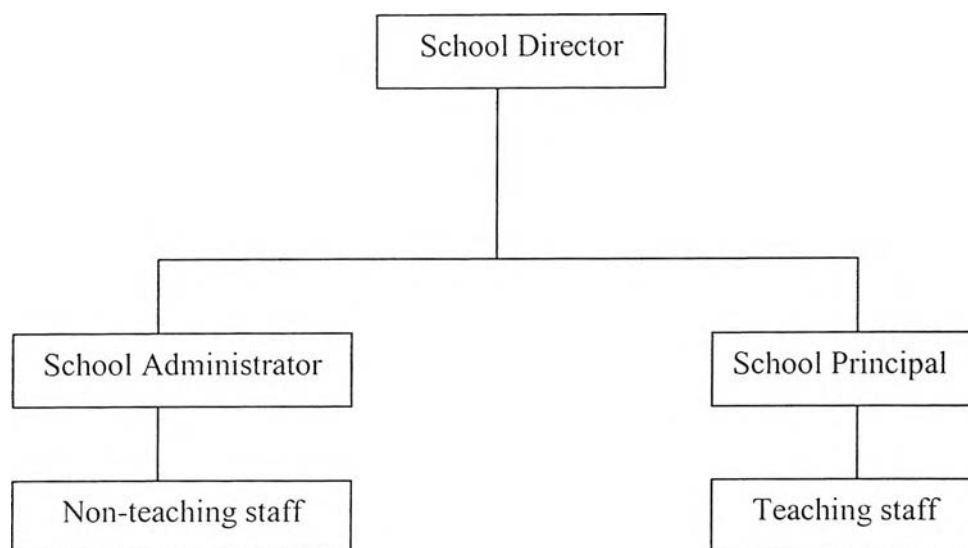 School Director
School Administrator
School Principal
Non-teaching staff
Teaching staff